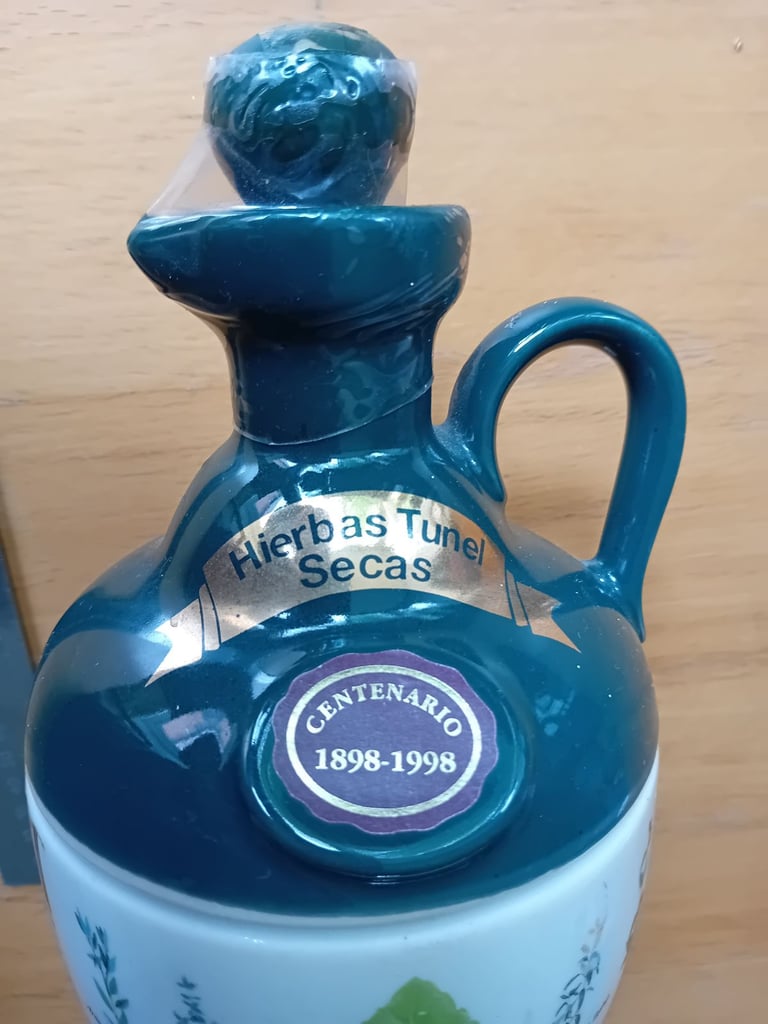 Hierbas Tunel
Secas
CENTENARIO
1898-1998